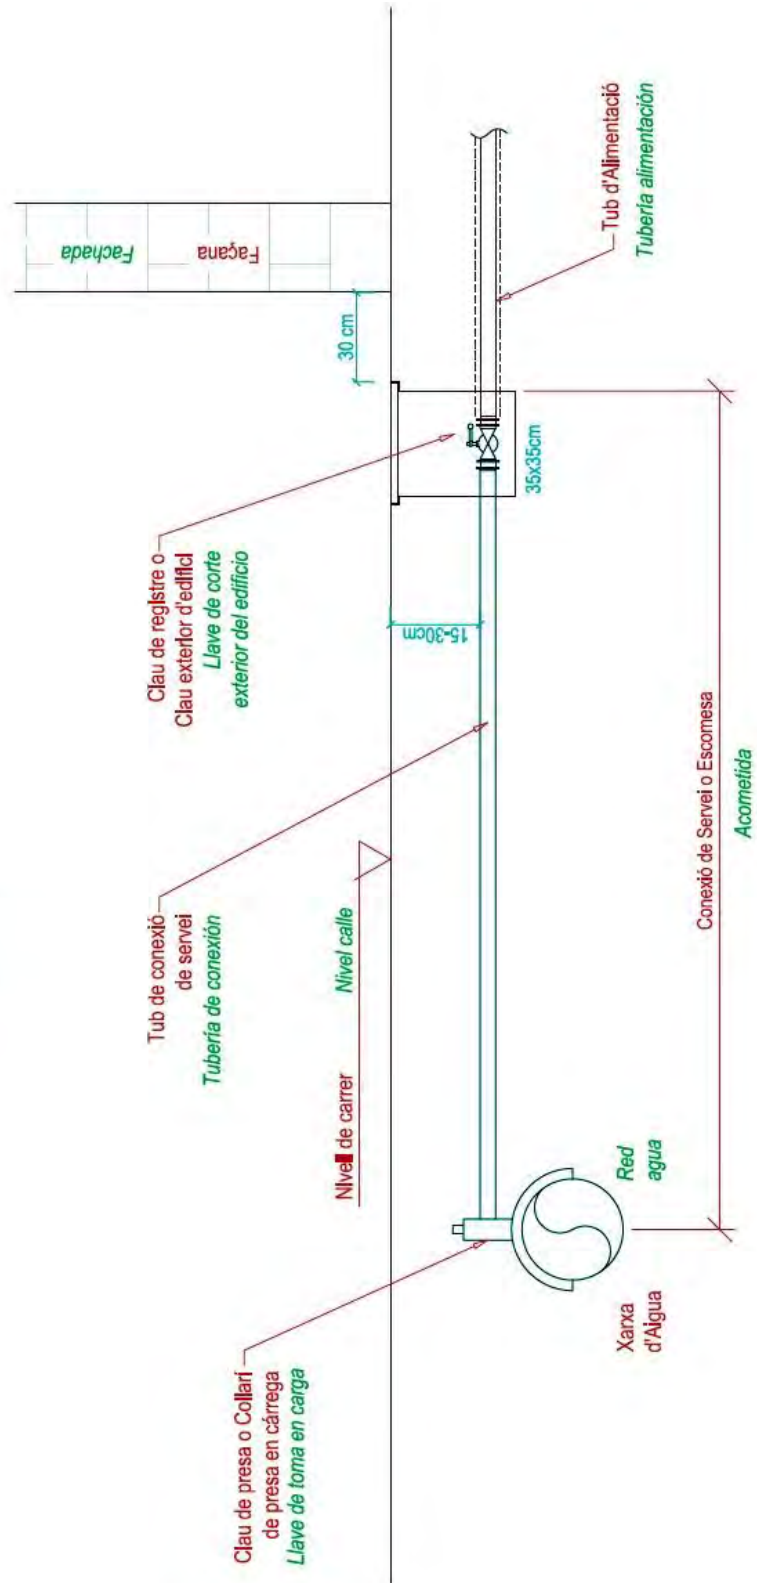 Clau de presa o Collarí
de presa en càrrega
Llave de toma en carga
Tub de conexió
de servei
Tubería de conexión
Clau de registre o
Clau exterior d'edifici
Llave de corte
exterior del edificio
Fachada
Façana
30 cm
Nivell de carrer
Nivel calle
15-30cm
35x35cm
Tub d'Alimentació
Tubería alimentación
Xarxa
d'Aigua
Red
agua
Conexió de Servei o Escomesa
Acometida